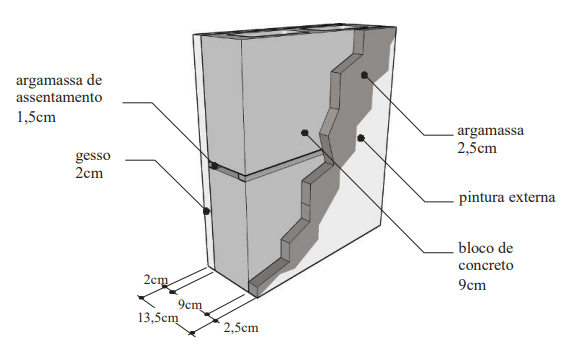 argamassa de
assentamento
1,5cm
gesso
2cm
argamassa
2,5cm
pintura externa
bloco de
concreto
9cm
2cm
9cm
13,5cm
2,5cm